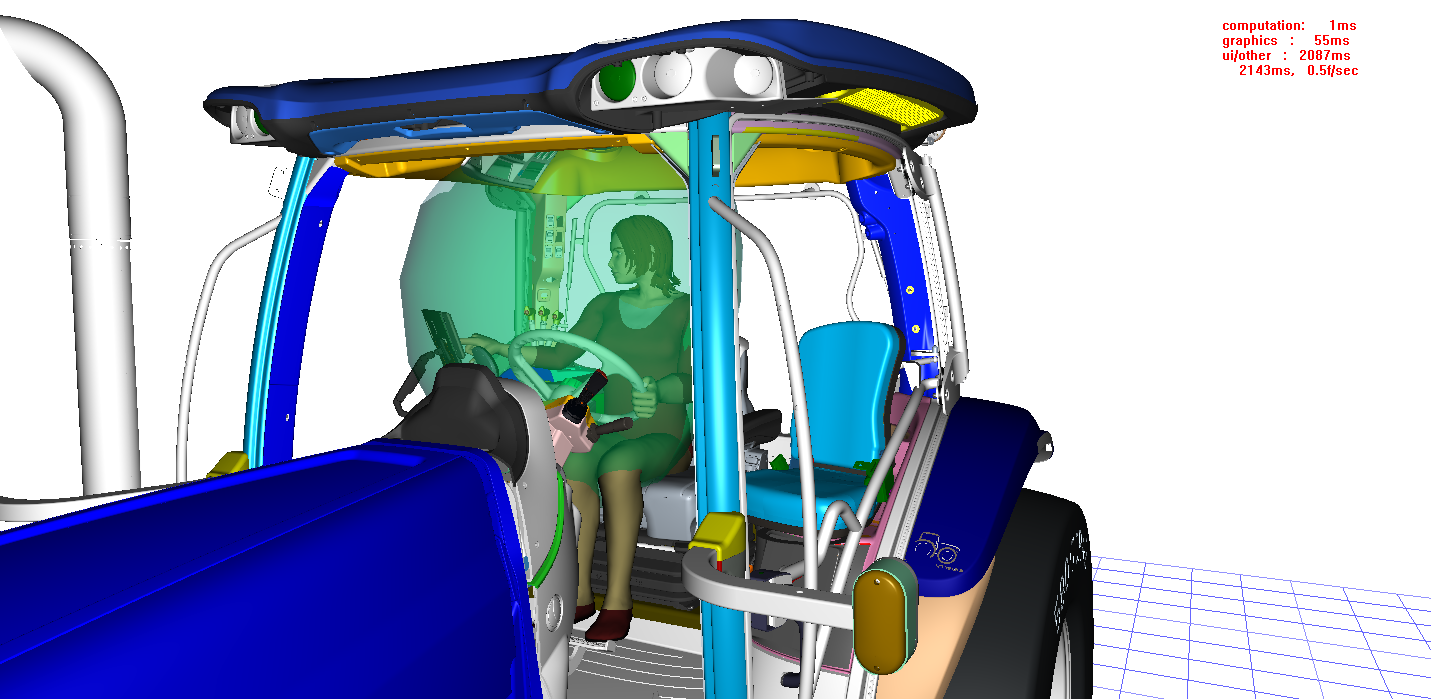 computation: 1ms
graphics : 55ms
ui/other : 2087ms
2143ms, 0.5f/sec